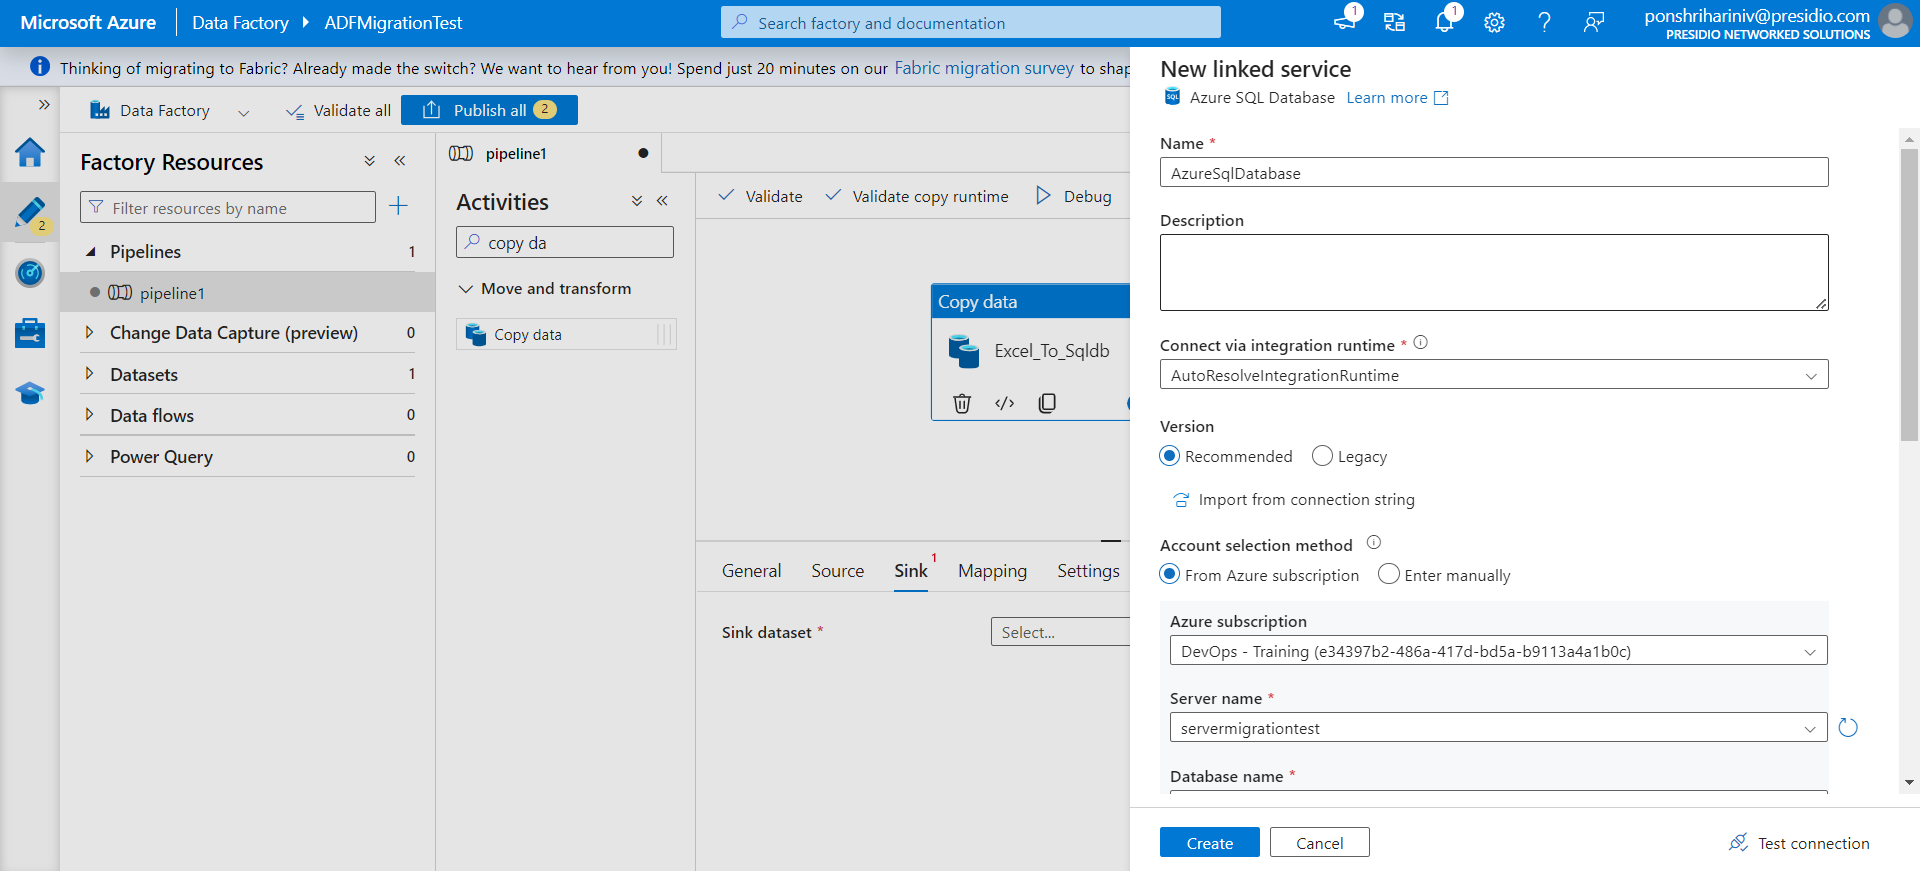 Microsoft Azure
Data Factory
ADFMigrationTest
Search factory and documentation
1
1
ponshrihariniv@presidio.com
PRESIDIO NETWORKED SOLUTIONS
Thinking of migrating to Fabric? Already made the switch? We want to hear from you! Spend just 20 minutes on our Fabric migration survey to shap
Data Factory
Validate all
Publish all 2
2
Factory Resources
Filter resources by name
Pipelines 1
pipeline1
Change Data Capture (preview) 0
Datasets 1
Data flows 0
Power Query 0
pipeline1
Activities
copy da
Move and transform
Copy data
Validate
Validate copy runtime
Debug
Copy data
Excel_To_Sqldb
General
Source
Sink 1
Mapping
Settings
Sink dataset *
Select...
New linked service
SQL
Azure SQL Database Learn more
Name *
AzureSqlDatabase
Description
Connect via integration runtime *
AutoResolveIntegrationRuntime
Version
Recommended
Legacy
Import from connection string
Account selection method
From Azure subscription
Enter manually
Azure subscription
DevOps - Training (e34397b2-486a-417d-bd5a-b9113a4a1b0c)
Server name *
servermigrationtest
Database name *
Create
Cancel
Test connection